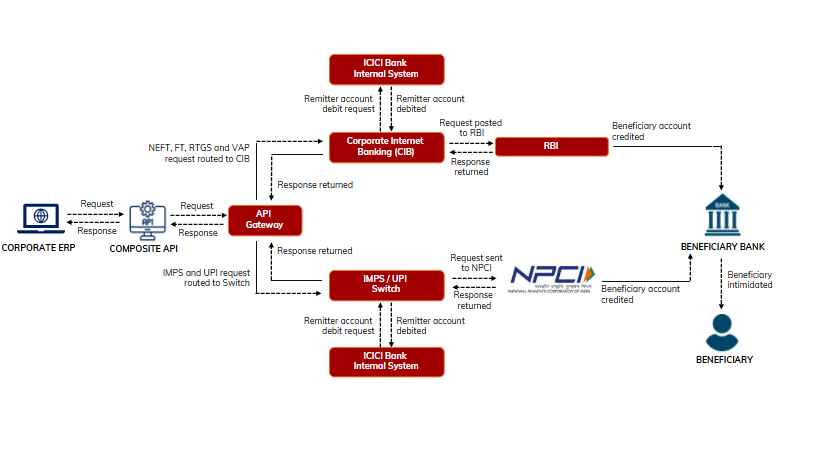 ICICI Bank
Internal System
Remitter account
debit request
Remitter account
debited
NEFT, FT, RTGS and VAP
request routed to CIB
Corporate Internet
Banking (CIB)
Request posted
to RBI
Response
returned
RBI
Beneficiary account
credited
Response returned
Request
Response
CORPORATE ERP
API
COMPOSITE API
Request
Response
API
Gateway
BANK
BENEFICIARY BANK
Response returned
IMPS and UPI request
routed to Switch
IMPS / UPI
Switch
Request sent
to NPCI
Response
returned
NPCI
NATIONAL PAYMENTS CORPORATION OF INDIA
Beneficiary account
credited
Beneficiary
intimidated
Remitter account
debit request
Remitter account
debited
ICICI Bank
Internal System
BENEFICIARY